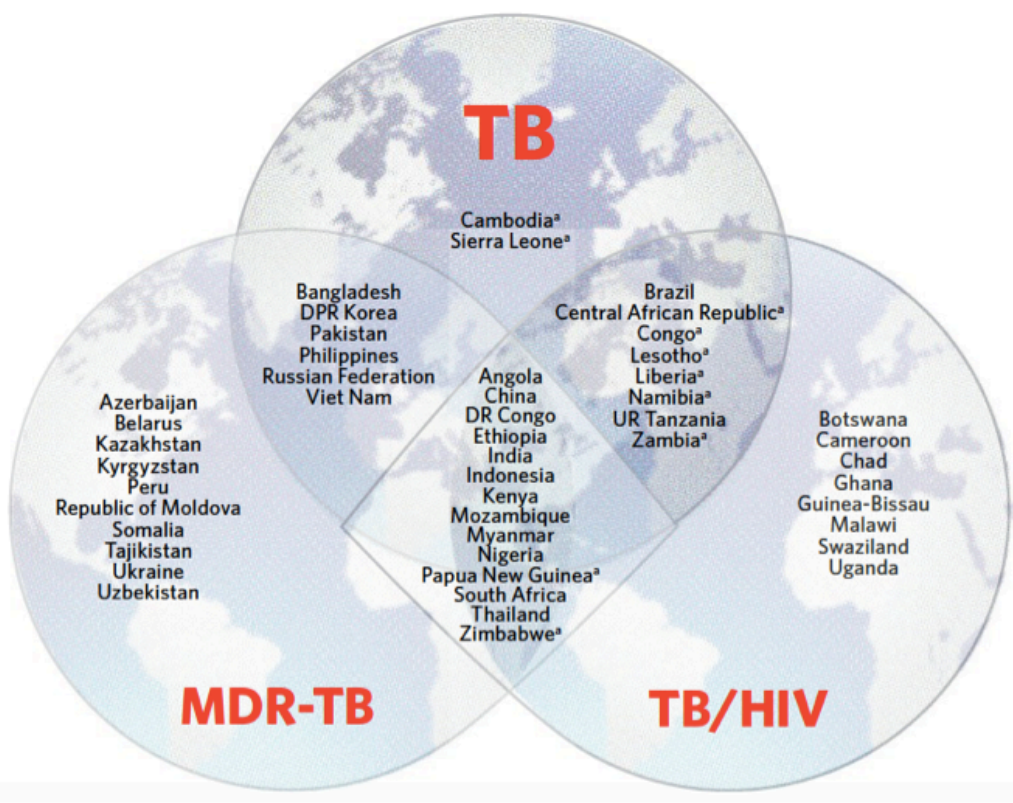 TB
Cambodiaᵃ
Sierra Leoneᵃ
Bangladesh
DPR Korea
Pakistan
Philippines
Russian Federation
Viet Nam
Brazil
Central African Republicᵃ
Congoᵃ
Lesothoᵃ
Liberiaᵃ
Namibiaᵃ
UR Tanzania
Zambiaᵃ
Angola
China
DR Congo
Ethiopia
India
Indonesia
Kenya
Mozambique
Myanmar
Nigeria
Papua New Guineaᵃ
South Africa
Thailand
Zimbabweᵃ
Azerbaijan
Belarus
Kazakhstan
Kyrgyzstan
Peru
Republic of Moldova
Somalia
Tajikistan
Ukraine
Uzbekistan
Botswana
Cameroon
Chad
Ghana
Guinea-Bissau
Malawi
Swaziland
Uganda
MDR-TB
TB/HIV